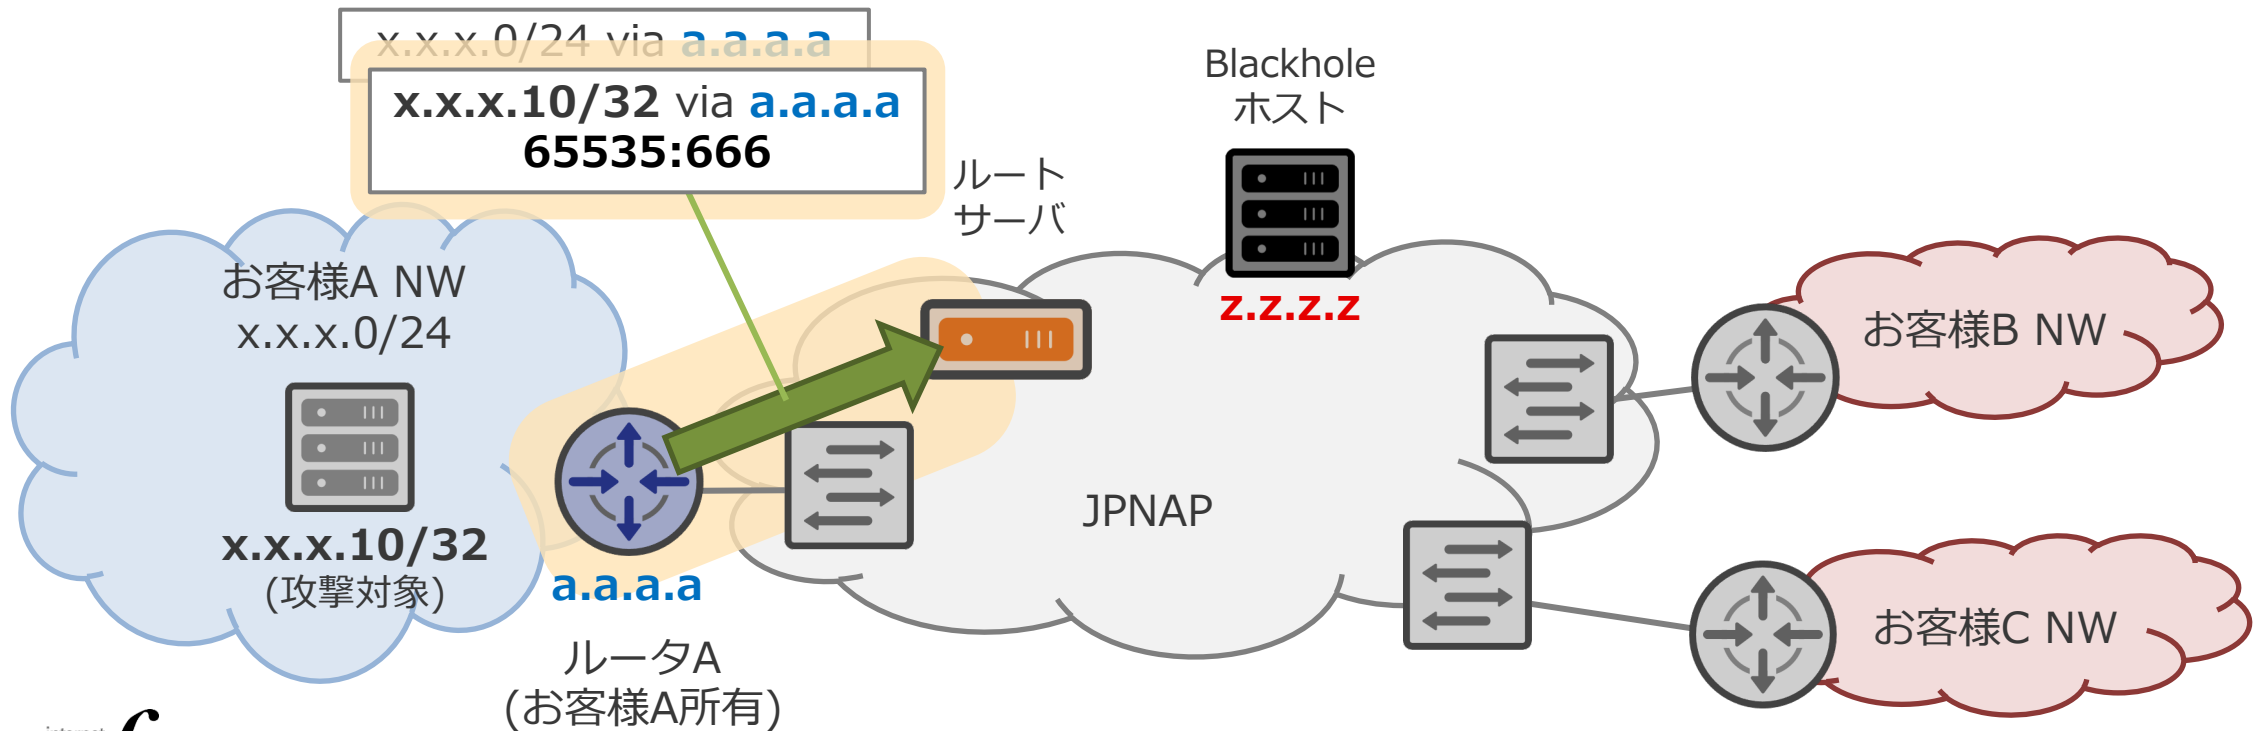 x.x.x.0/24 via a.a.a.a
x.x.x.10/32 via a.a.a.a
65535:666
Blackhole
ホスト
ルート
サーバ
z.z.z.z
お客様A NW
x.x.x.0/24
x.x.x.10/32
(攻撃対象)
a.a.a.a
ルータA
(お客様A所有)
JPNAP
お客様B NW
お客様C NW